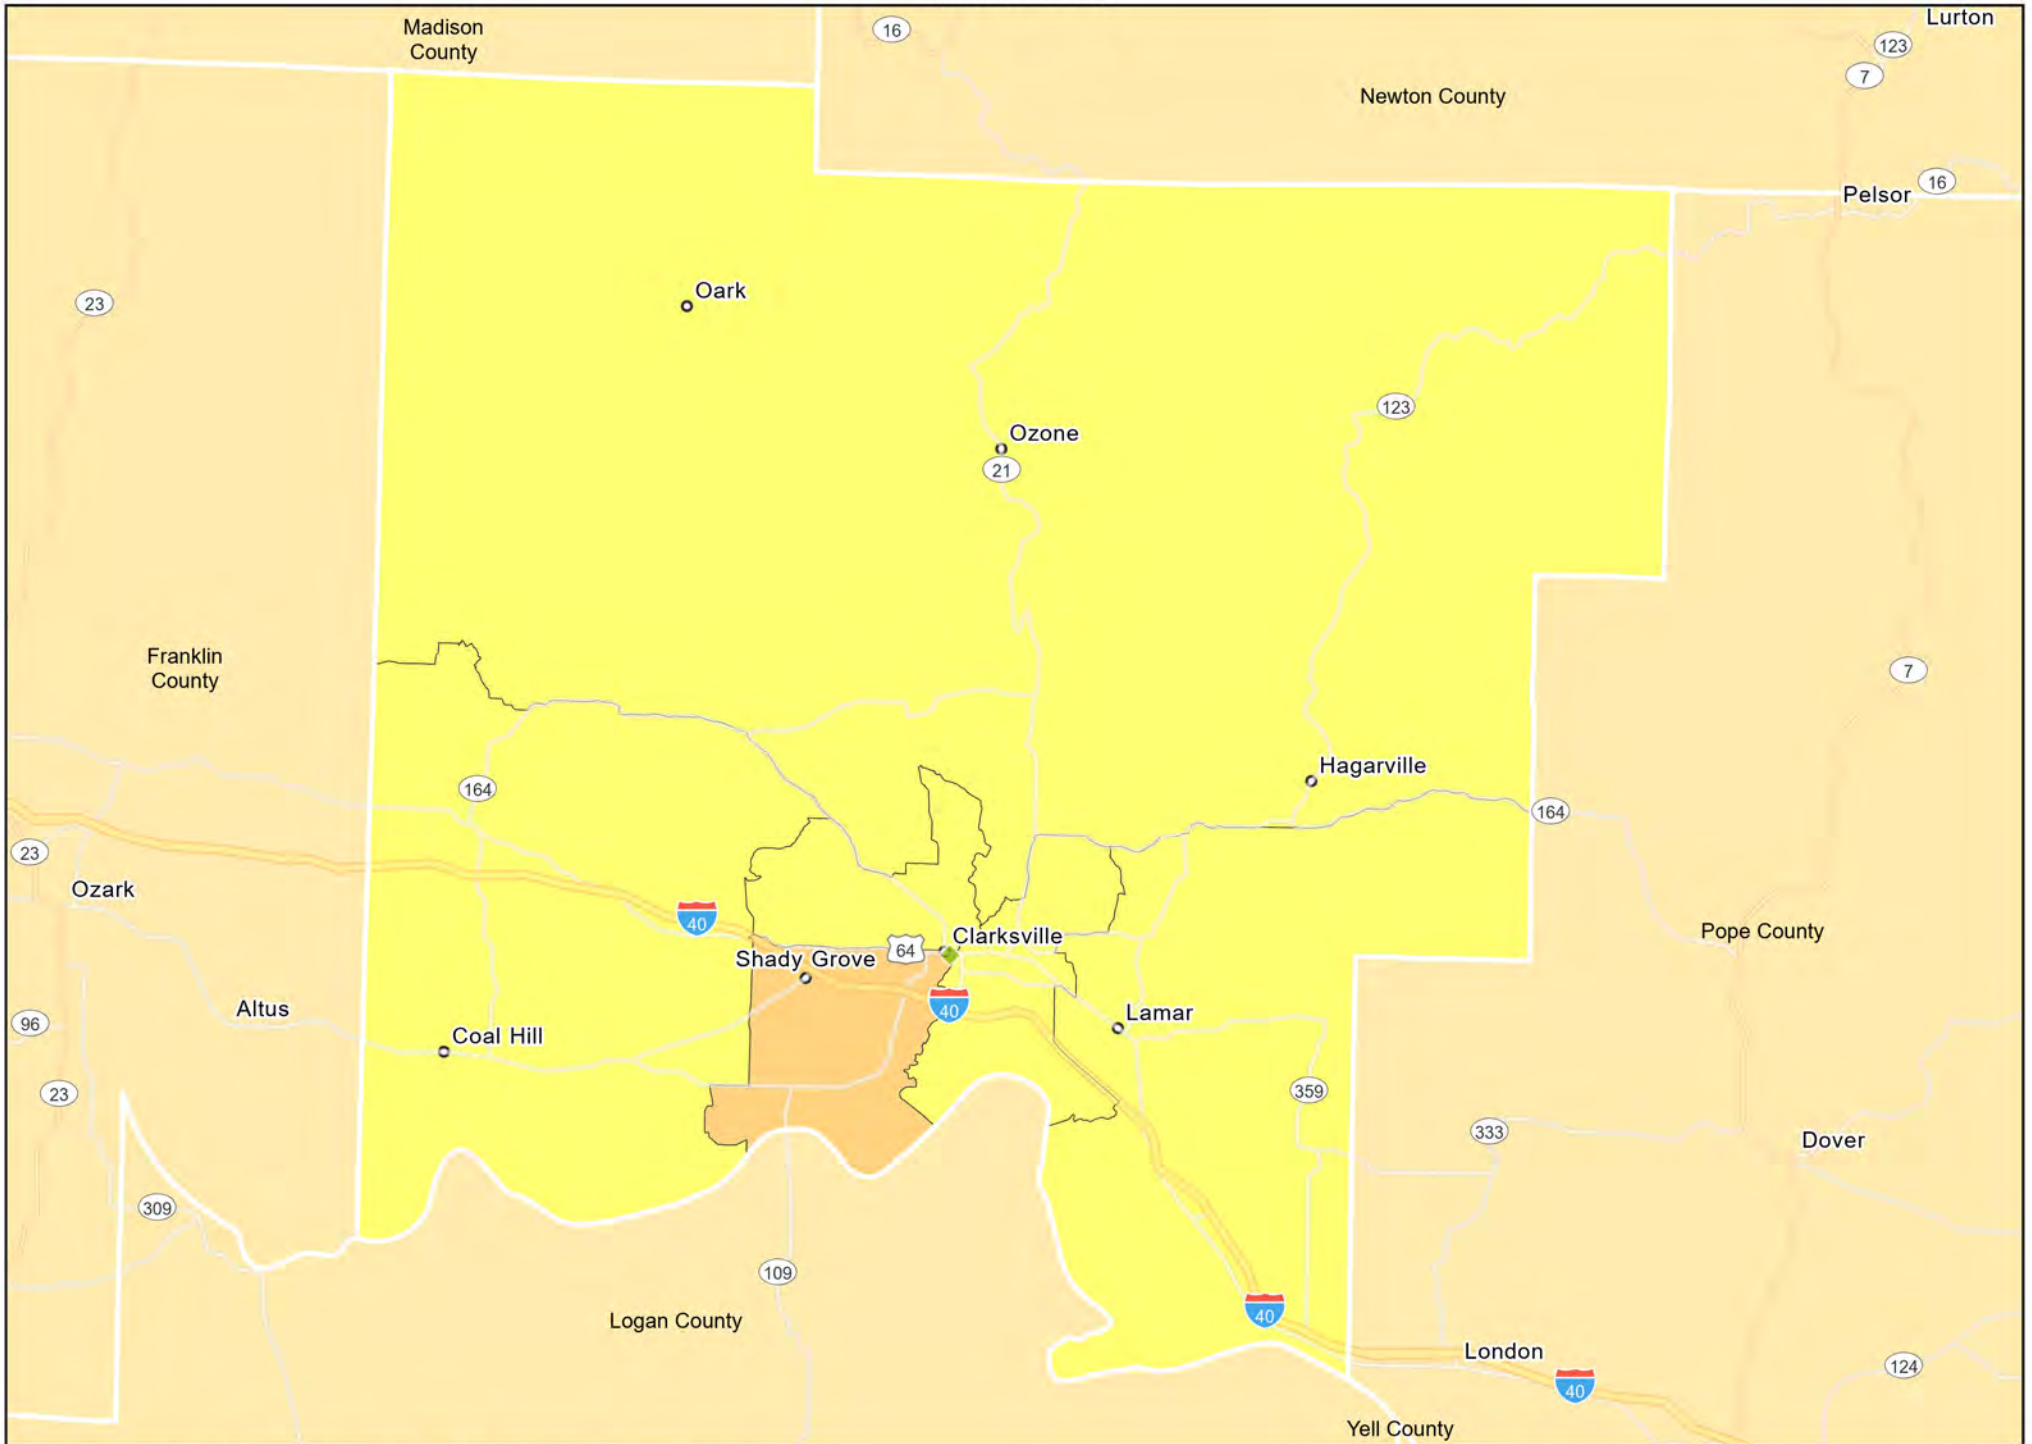 Madison
County
16
Lurton
123
7
Newton County
16
Pelsor
Oark
23
123
Ozone
21
Franklin
County
7
Hagarville
164
164
23
Ozark
40
Clarksville
64
Pope County
Shady Grove
Altus
40
Lamar
96
Coal Hill
23
359
333
Dover
309
109
40
Logan County
London
124
40
Yell County